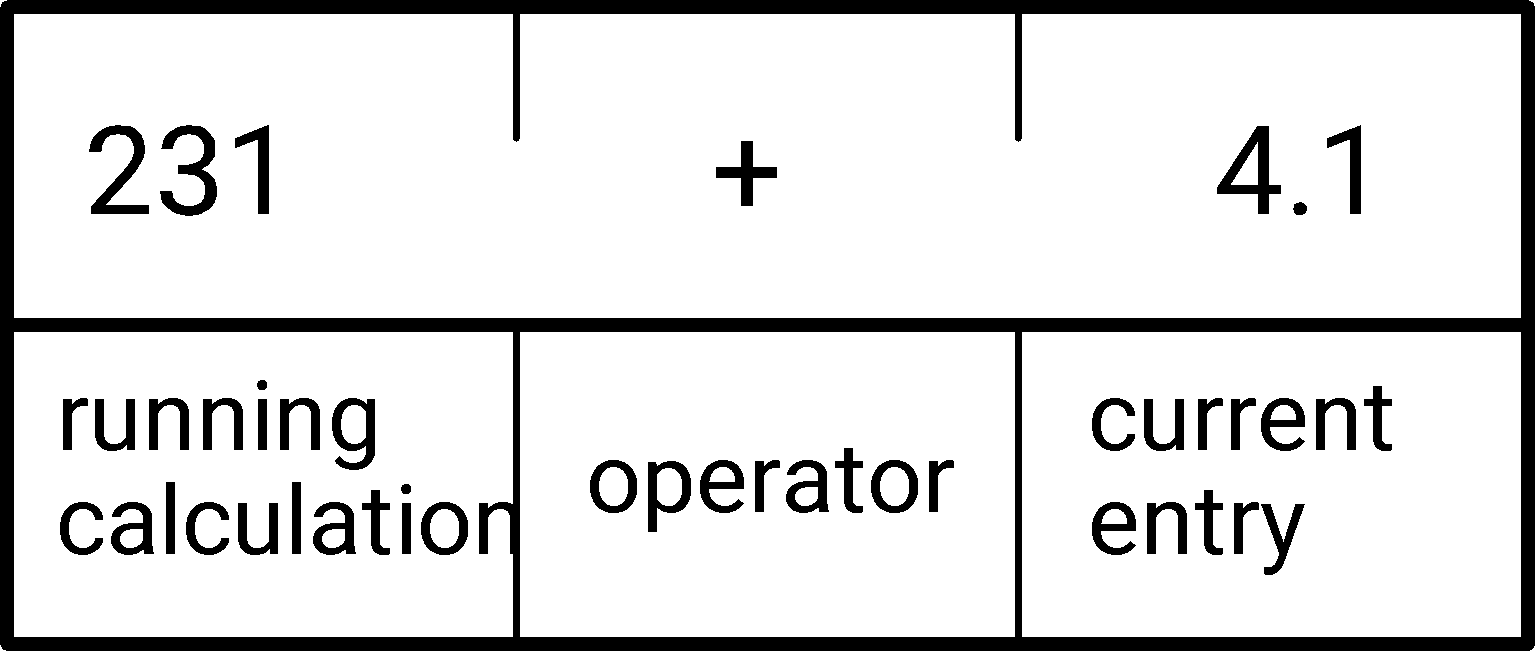 231 + 4.1
running
calculation
operator
current
entry